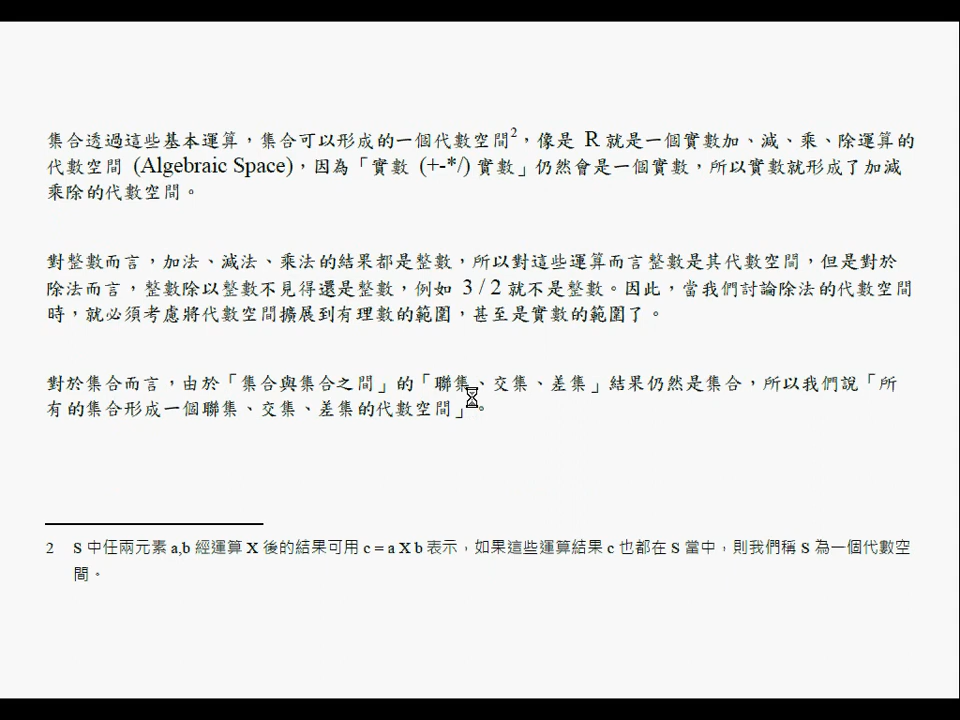 集合透過這些基本運算，集合可以形成的一個代數空間2，像是 R 就是一個實數加、減、乘、除運算的
代數空間 (Algebraic Space)，因為「實數 (+-*/) 實數」仍然會是一個實數，所以實數就形成了加減
乘除的代數空間。
對整數而言，加法、減法、乘法的結果都是整數，所以對這些運算而言整數是其代數空間，但是對於
除法而言，整數除以整數不見得還是整數，例如 3 / 2 就不是整數。因此，當我們討論除法的代數空間
時，就必須考慮將代數空間擴展到有理數的範圍，甚至是實數的範圍了。
對於集合而言，由於「集合與集合之間」的「聯集、交集、差集」結果仍然是集合，所以我們說「所
有的集合形成一個聯集、交集、差集的代數空間」。
2 S 中任兩元素 a,b 經運算 X 後的結果可用 c = a X b 表示，如果這些運算結果 c 也都在 S 當中，則我們稱 S 為一個代數空
間。